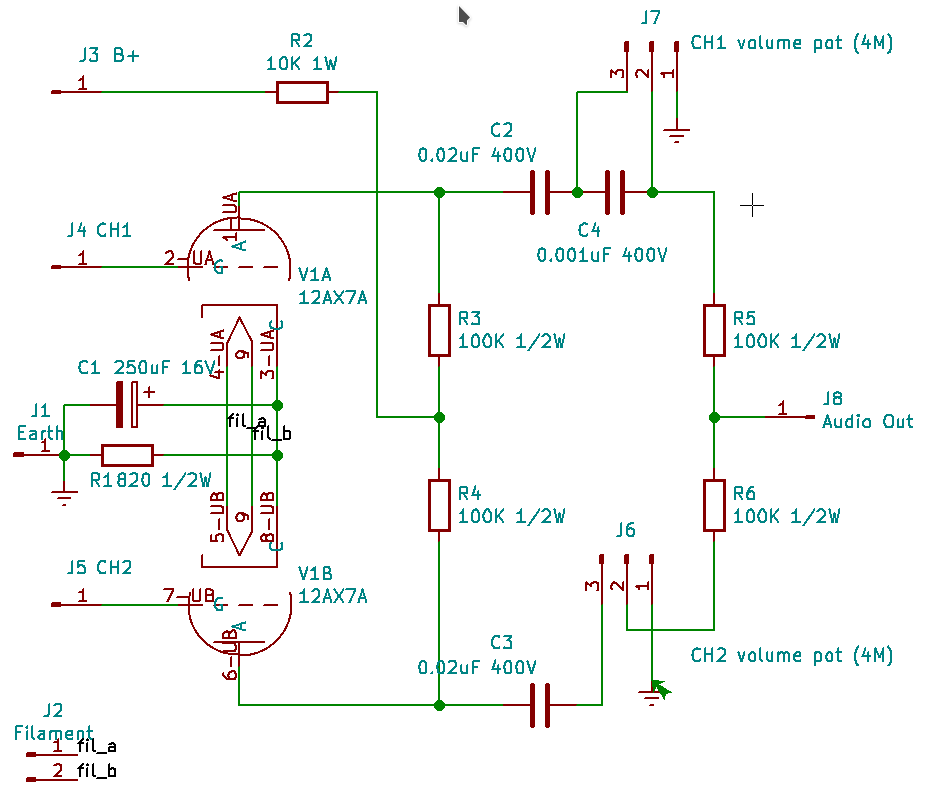 J7
CH1 volume pot (4M)
3
2
1
J3 B+
1
R2
10K 1W
C2
0.02uF 400V
C4
0.001uF 400V
J4 CH1
1
2-UA
G
1-UA
A
V1A
12AX7A
4-UA
9
3-UA
C
R3
100K 1/2W
R5
100K 1/2W
C1 250uF 16V
+
J1
Earth
1
fil_a
fil_b
R1 820 1/2W
J8
Audio Out
1
5-UB
9
8-UB
C
R4
100K 1/2W
R6
100K 1/2W
J6
3
2
1
J5 CH2
1
7-UB
G
A
6-UB
V1B
12AX7A
C3
0.02uF 400V
CH2 volume pot (4M)
J2
Filament
1 fil_a
2 fil_b